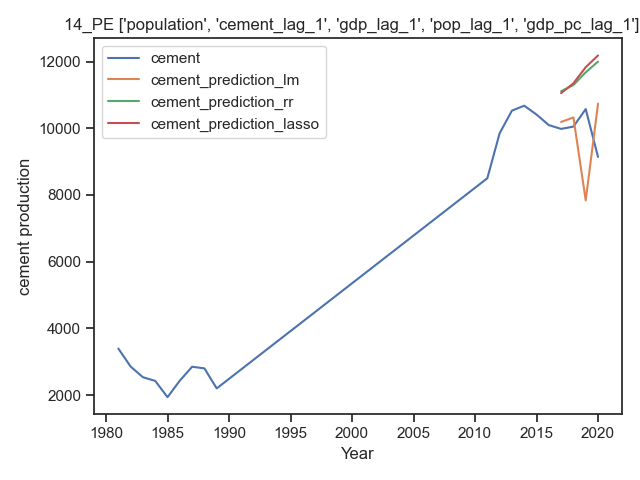 14_PE ['population', 'cement_lag_1', 'gdp_lag_1', 'pop_lag_1', 'gdp_pc_lag_1']
cement
cement_prediction_lm
cement_prediction_rr
cement_prediction_lasso
12000
10000
8000
6000
4000
2000
cement production
1980 1985 1990 1995 2000 2005 2010 2015 2020
Year